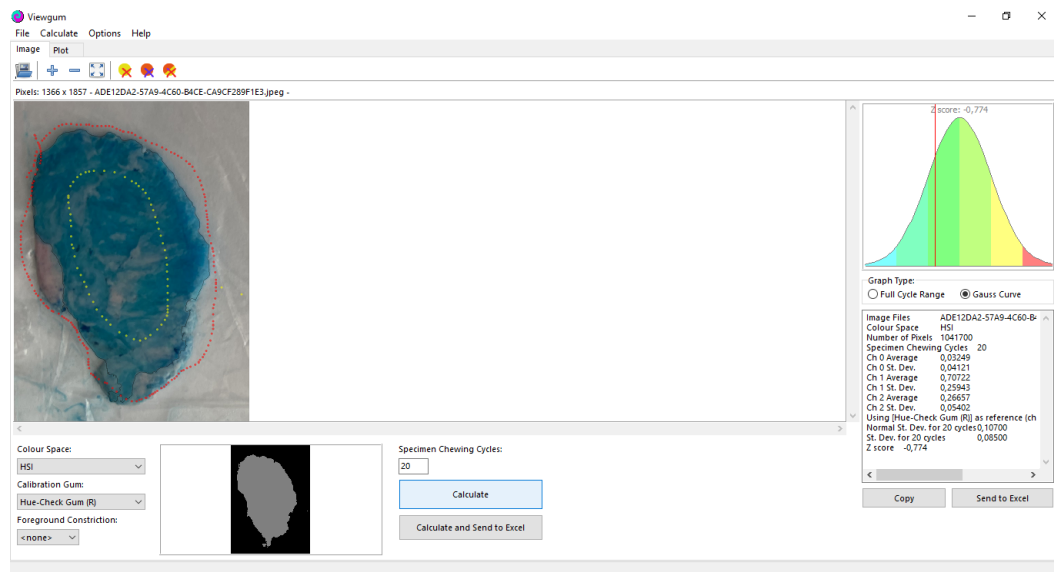 Viewgum
File Calculate Options Help
Image Plot
Pixels: 1366 x 1857 - ADE12DA2-57A9-4C60-B4CE-CA9CF289F1E3.jpeg -
Z score: -0,774
Graph Type:
Full Cycle Range Gauss Curve
Image Files ADE12DA2-57A9-4C60-B4
Colour Space HSI
Number of Pixels 1041700
Specimen Chewing Cycles 20
Ch 0 Average 0,03249
Ch 0 St. Dev. 0,04121
Ch 1 Average 0,70722
Ch 1 St. Dev. 0,25943
Ch 2 Average 0,26657
Ch 2 St. Dev. 0,05402
Using [Hue-Check Gum (R)] as reference (ch
Normal St. Dev. for 20 cycles 0,10700
St. Dev. for 20 cycles 0,08500
Z score -0,774
Copy Send to Excel
Colour Space:
HSI
Calibration Gum:
Hue-Check Gum (R)
Foreground Constriction:
<none>
Specimen Chewing Cycles:
20
Calculate
Calculate and Send to Excel